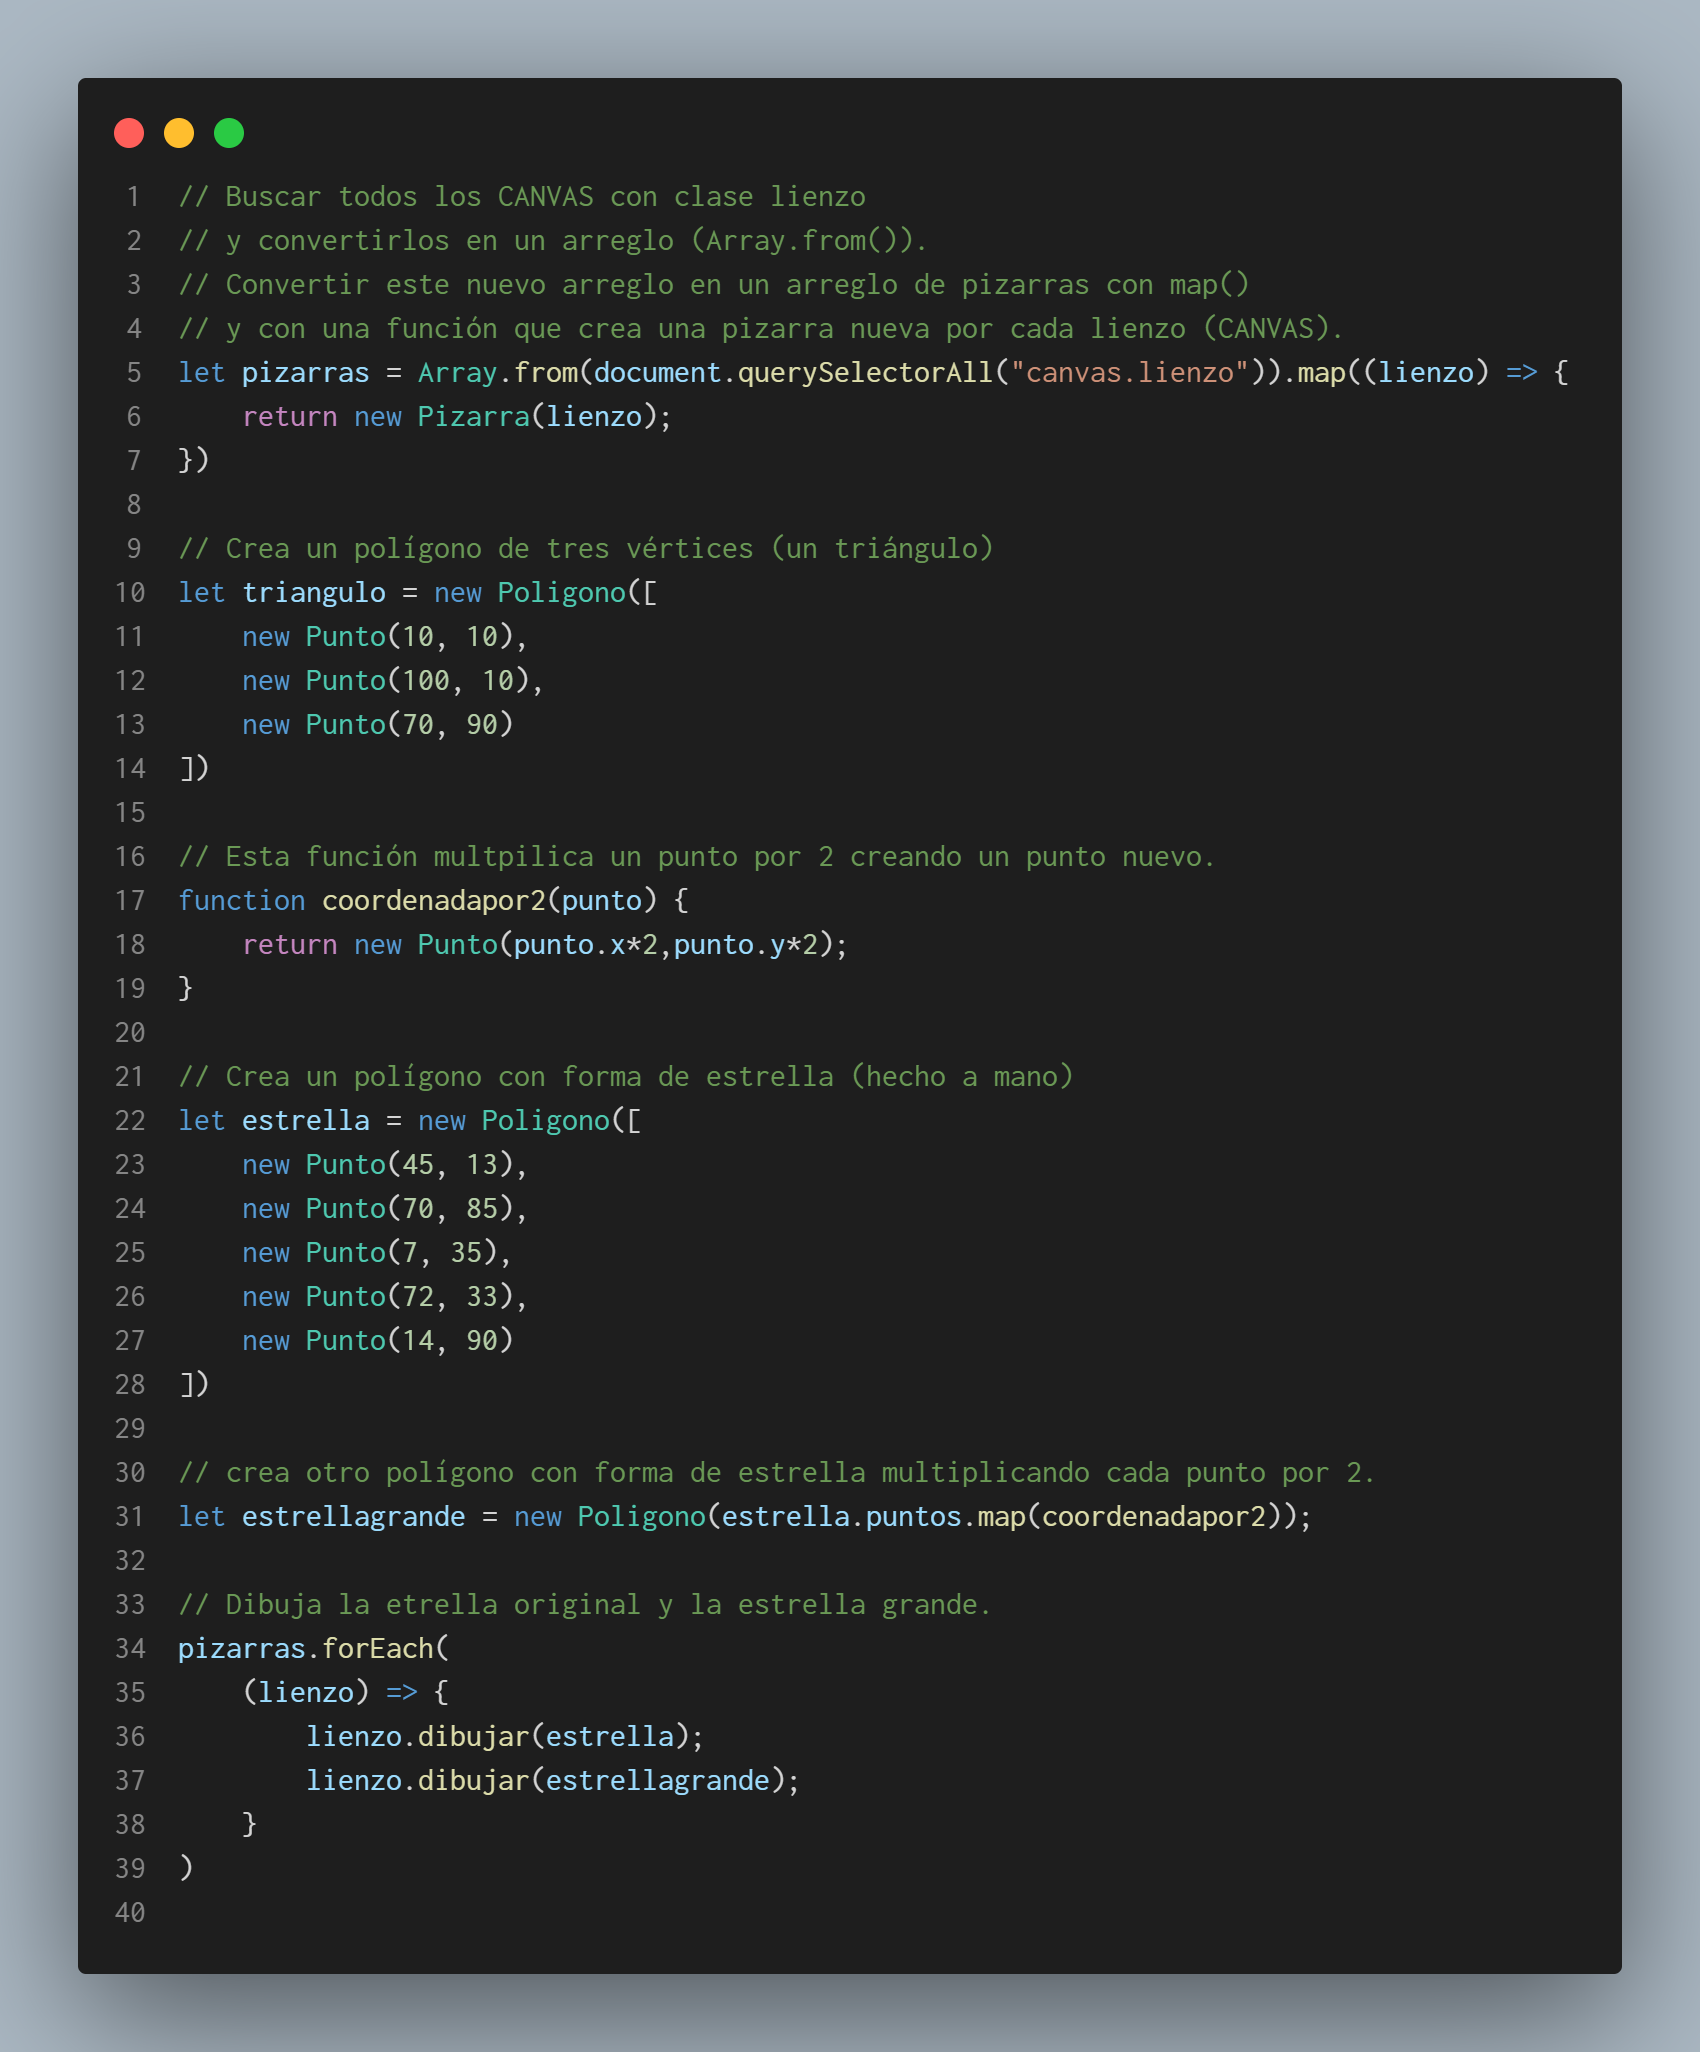 1 // Buscar todos los CANVAS con clase lienzo
2 // y convertirlos en un arreglo (Array.from()).
3 // Convertir este nuevo arreglo en un arreglo de pizarras con map()
4 // y con una función que crea una pizarra nueva por cada lienzo (CANVAS).
5 let pizarras = Array.from(document.querySelectorAll("canvas.lienzo")).map((lienzo) => {
6     return new Pizarra(lienzo);
7 })
8
9 // Crea un polígono de tres vértices (un triángulo)
10 let triangulo = new Poligono([
11     new Punto(10, 10),
12     new Punto(100, 10),
13     new Punto(70, 90)
14 ])
15
16 // Esta función multpilica un punto por 2 creando un punto nuevo.
17 function coordenadapor2(punto) {
18     return new Punto(punto.x*2,punto.y*2);
19 }
20
21 // Crea un polígono con forma de estrella (hecho a mano)
22 let estrella = new Poligono([
23     new Punto(45, 13),
24     new Punto(70, 85),
25     new Punto(7, 35),
26     new Punto(72, 33),
27     new Punto(14, 90)
28 ])
29
30 // crea otro polígono con forma de estrella multiplicando cada punto por 2.
31 let estrellagrande = new Poligono(estrella.puntos.map(coordenadapor2));
32
33 // Dibuja la etrella original y la estrella grande.
34 pizarras.forEach(
35     (lienzo) => {
36         lienzo.dibujar(estrella);
37         lienzo.dibujar(estrellagrande);
38     }
39 )
40